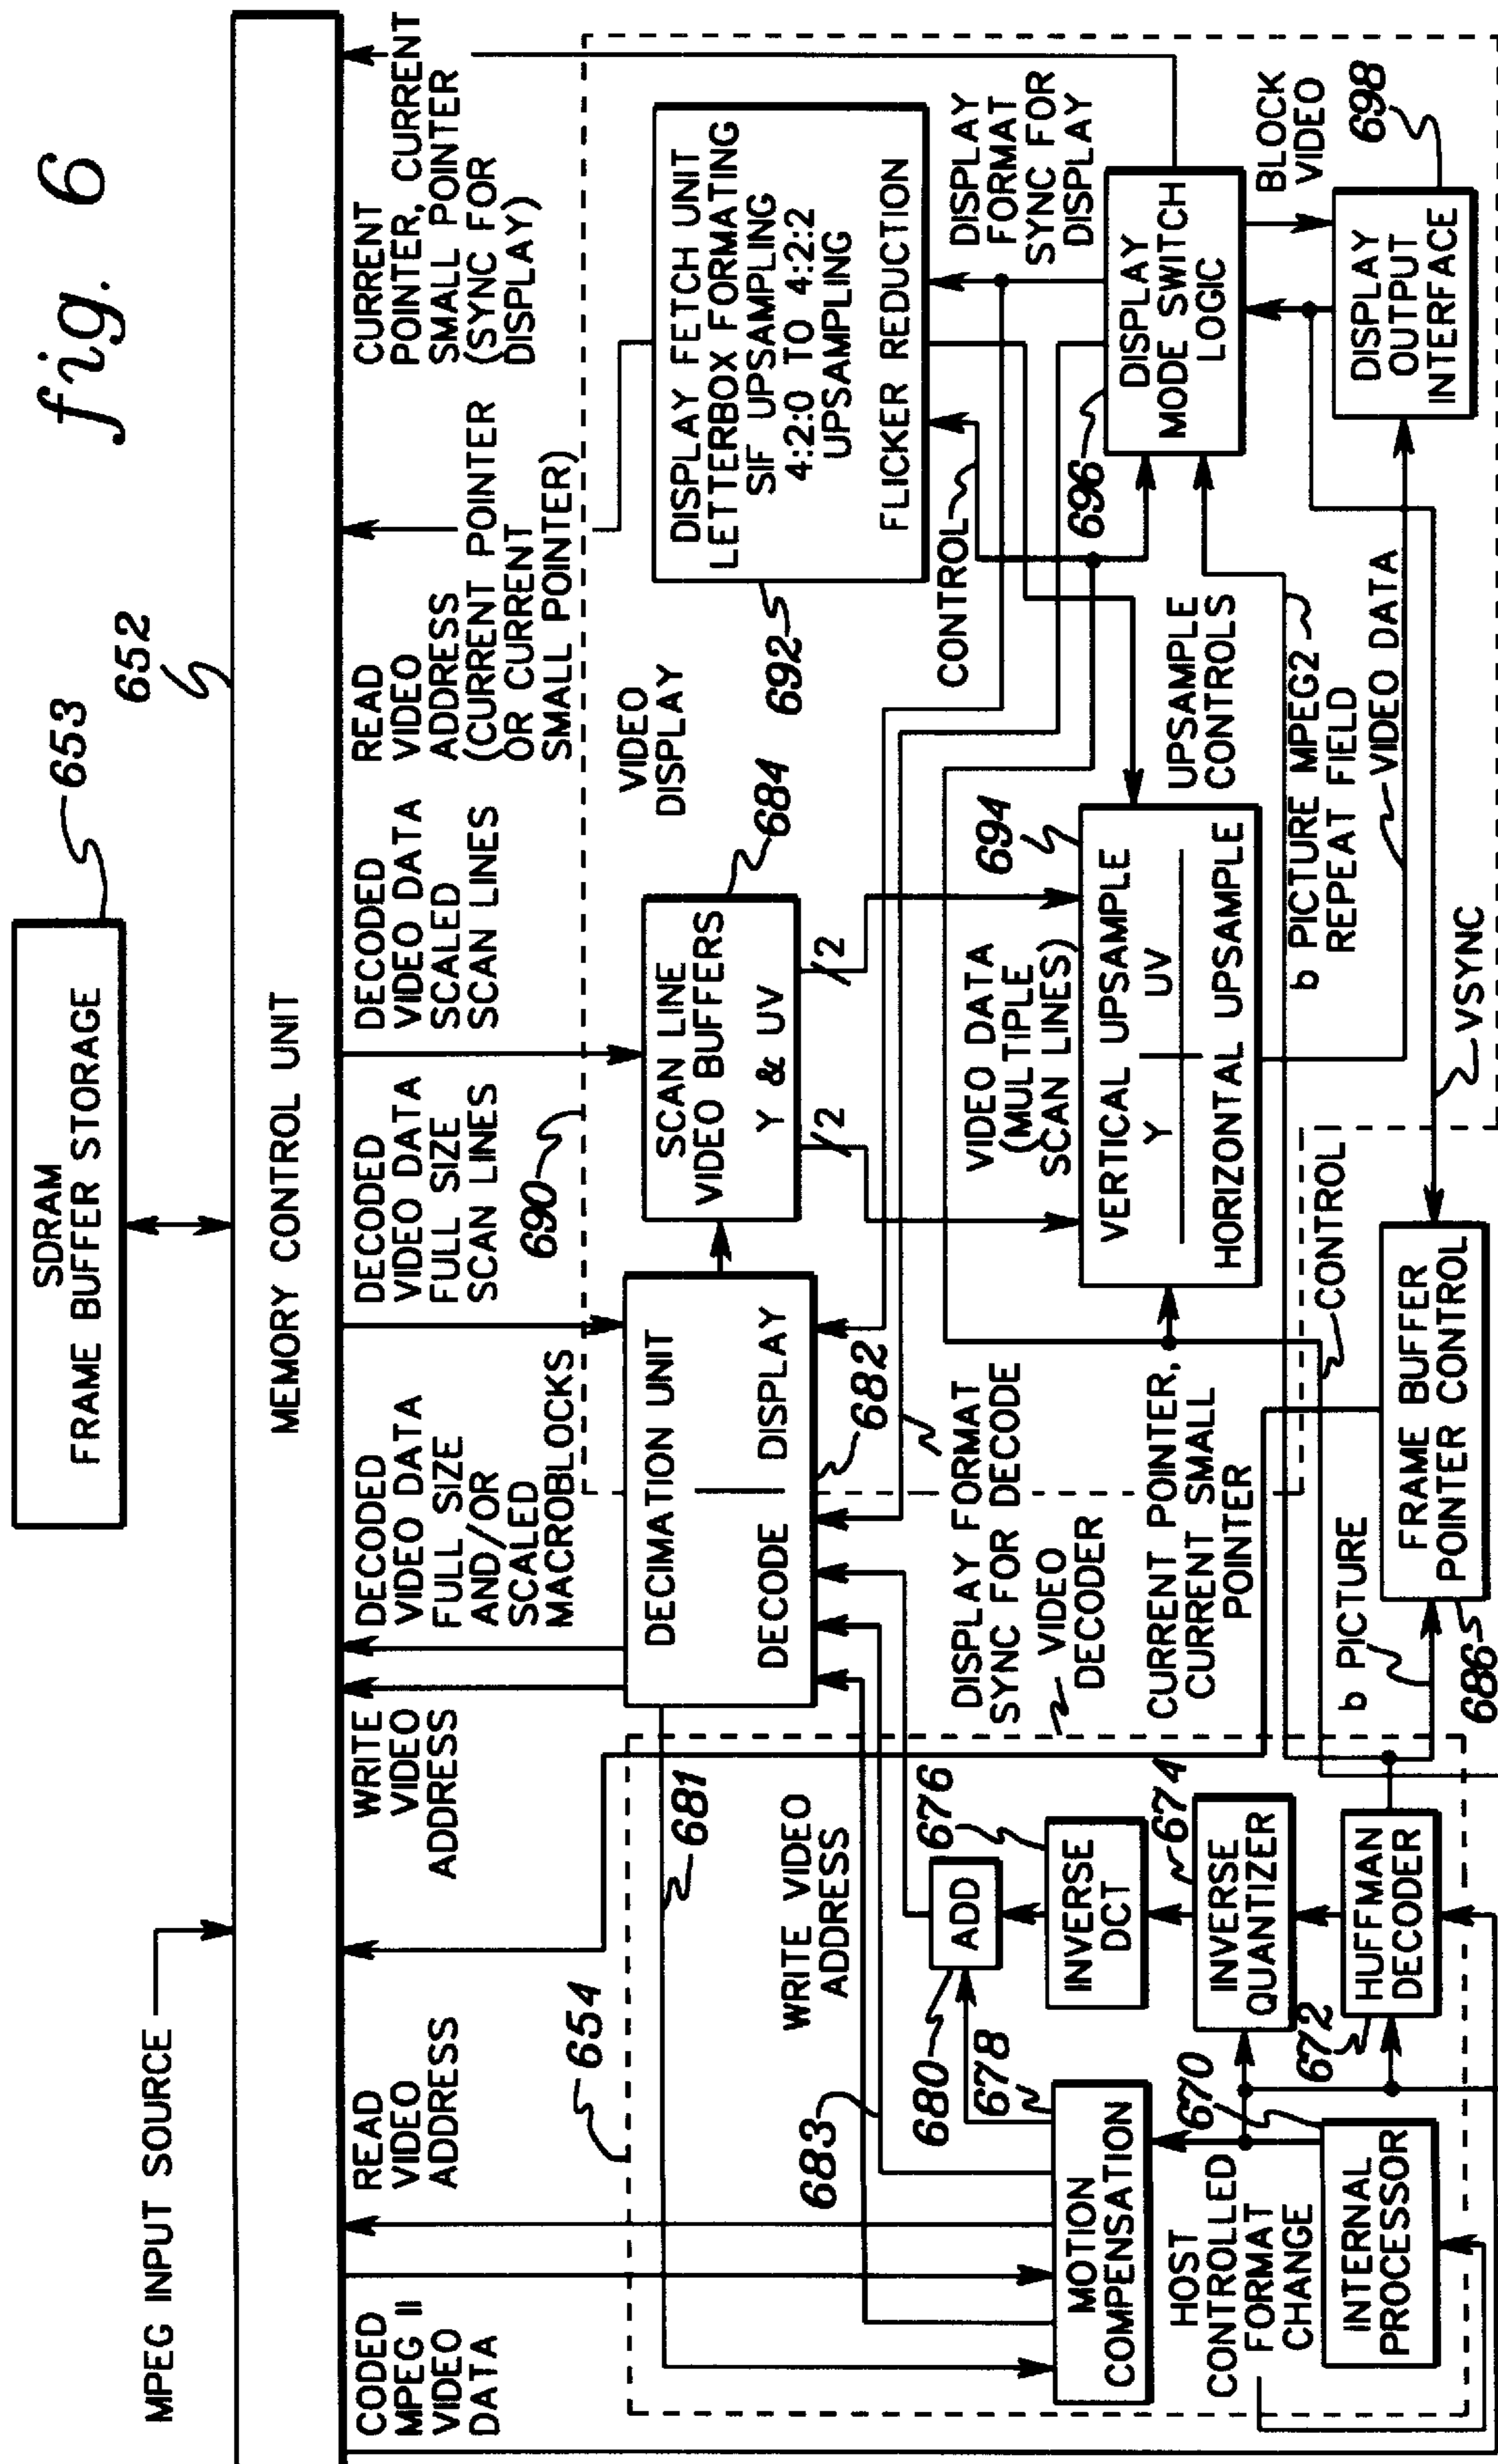 fig. 6
SDRAM
FRAME BUFFER STORAGE
653
652
MPEG INPUT SOURCE
MEMORY CONTROL UNIT
CODED
MPEG II
VIDEO
DATA
READ
VIDEO
ADDRESS
WRITE
VIDEO
ADDRESS
DECODED
VIDEO DATA
FULL SIZE
AND/OR
SCALED
MACROBLOCKS
DECODED
VIDEO DATA
FULL SIZE
SCAN LINES
DECODED
VIDEO DATA
SCALED
SCAN LINES
READ
VIDEO
ADDRESS
(CURRENT POINTER
OR CURRENT
SMALL POINTER)
CURRENT
POINTER, CURRENT
SMALL POINTER
(SYNC FOR
DISPLAY)
654
681
690
DECIMATION UNIT
DECODE
DISPLAY
682
SCAN LINE
VIDEO BUFFERS
Y & UV
684
2
2
VIDEO
DISPLAY
DISPLAY FETCH UNIT
LETTERBOX FORMATING
SIF UPSAMPLING
4:2:0 TO 4:2:2
UPSAMPLING
FLICKER REDUCTION
692
683
WRITE VIDEO
ADDRESS
DISPLAY FORMAT
SYNC FOR DECODE
VIDEO
DECODER
VIDEO DATA
(MULTIPLE
SCAN LINES)
694
CONTROL
DISPLAY
FORMAT
SYNC FOR
DISPLAY
680
ADD
676
678
MOTION
COMPENSATION
INVERSE
DCT
674
INVERSE
QUANTIZER
CURRENT POINTER,
CURRENT SMALL
POINTER
VERTICAL UPSAMPLE
Y
UV
HORIZONTAL UPSAMPLE
UPSAMPLE
CONTROLS
696
DISPLAY
MODE SWITCH
LOGIC
BLOCK
VIDEO
HOST
CONTROLLED
FORMAT
CHANGE
670
INTERNAL
PROCESSOR
672
HUFFMAN
DECODER
b PICTURE
CONTROL
b PICTURE MPEG2
REPEAT FIELD
VIDEO DATA
698
DISPLAY
OUTPUT
INTERFACE
686
FRAME BUFFER
POINTER CONTROL
VSYNC